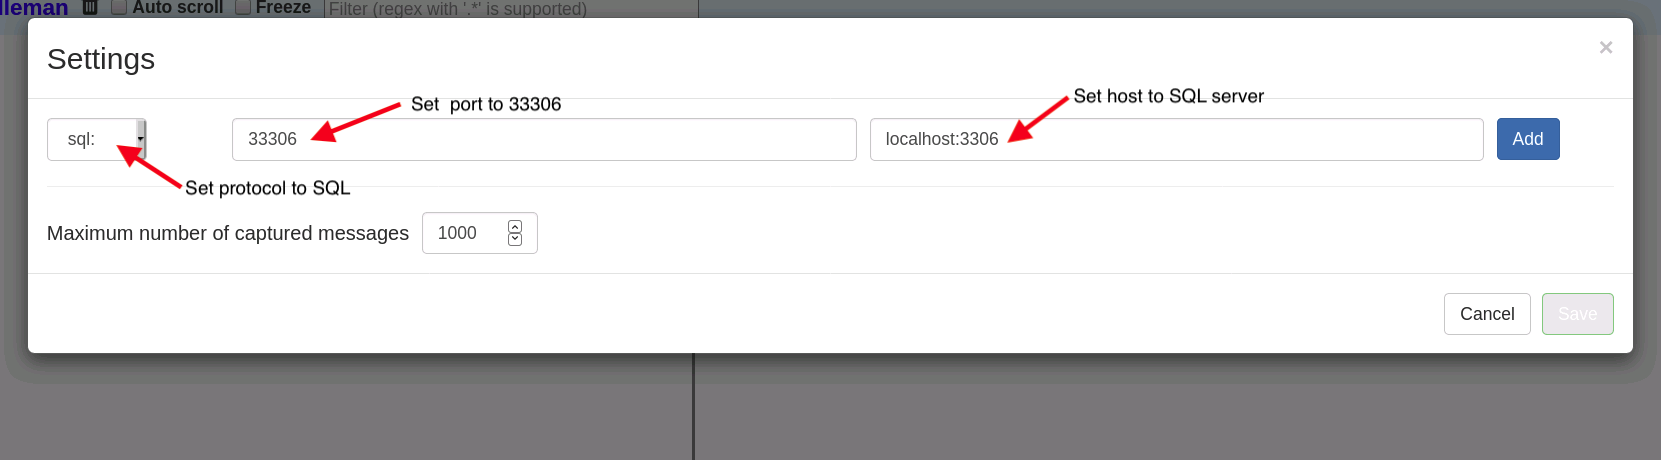 lleman Auto scroll Freeze Filter (regex with '.*' is supported)
Settings ×
Set port to 33306
Set host to SQL server
sql: 33306 localhost:3306 Add
Set protocol to SQL
Maximum number of captured messages 1000
Cancel Save